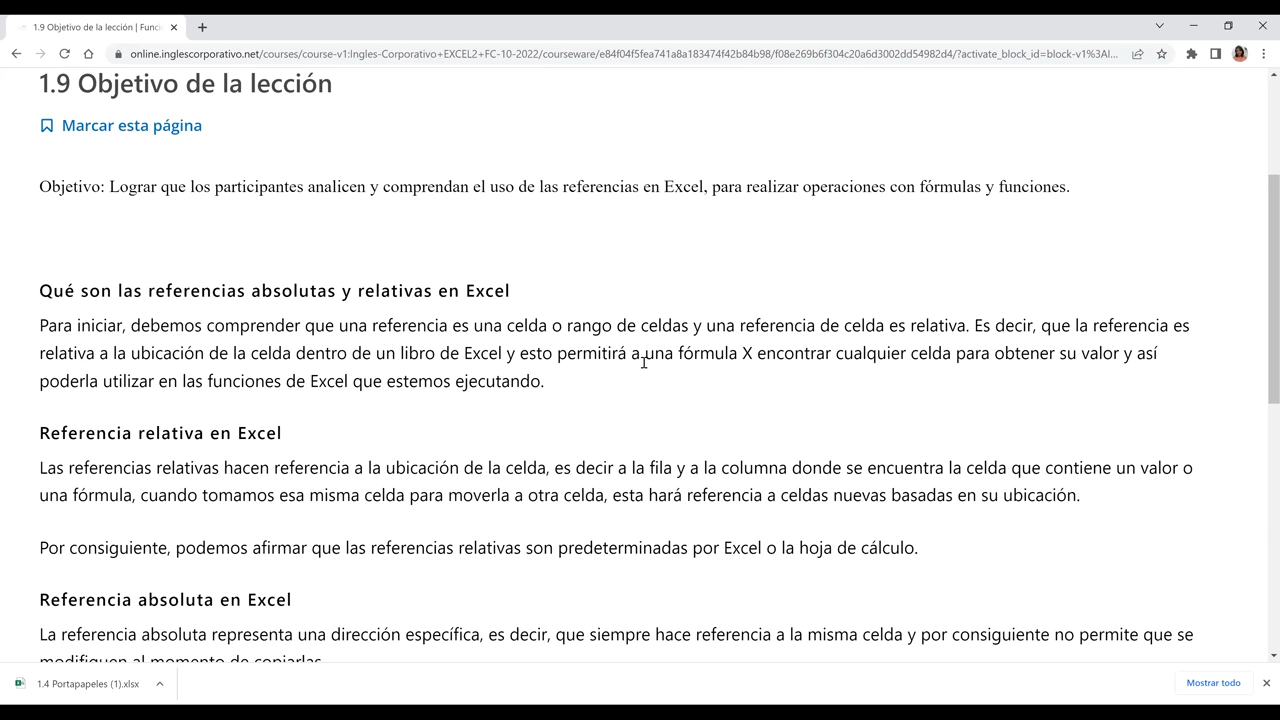 1.9 Objetivo de la lección | Func
online.inglescorporativo.net/courses/course-v1:Ingles-Corporativo+EXCEL2+FC-10-2022/courseware/e84f04f5fea741a8a183474f42b84b98/f08e269b6f304c20a6d3002dd54982d4/?activate_block_id=block-v1%3AI...
1.9 Objetivo de la lección
Marcar esta página
Objetivo: Lograr que los participantes analicen y comprendan el uso de las referencias en Excel, para realizar operaciones con fórmulas y funciones.
Qué son las referencias absolutas y relativas en Excel
Para iniciar, debemos comprender que una referencia es una celda o rango de celdas y una referencia de celda es relativa. Es decir, que la referencia es
relativa a la ubicación de la celda dentro de un libro de Excel y esto permitirá a una fórmula X encontrar cualquier celda para obtener su valor y así
poderla utilizar en las funciones de Excel que estemos ejecutando.
Referencia relativa en Excel
Las referencias relativas hacen referencia a la ubicación de la celda, es decir a la fila y a la columna donde se encuentra la celda que contiene un valor o
una fórmula, cuando tomamos esa misma celda para moverla a otra celda, esta hará referencia a celdas nuevas basadas en su ubicación.
Por consiguiente, podemos afirmar que las referencias relativas son predeterminadas por Excel o la hoja de cálculo.
Referencia absoluta en Excel
La referencia absoluta representa una dirección específica, es decir, que siempre hace referencia a la misma celda y por consiguiente no permite que se
modifiquen al momento de copiarlas.
1.4 Portapapeles (1).xlsx
Mostrar todo